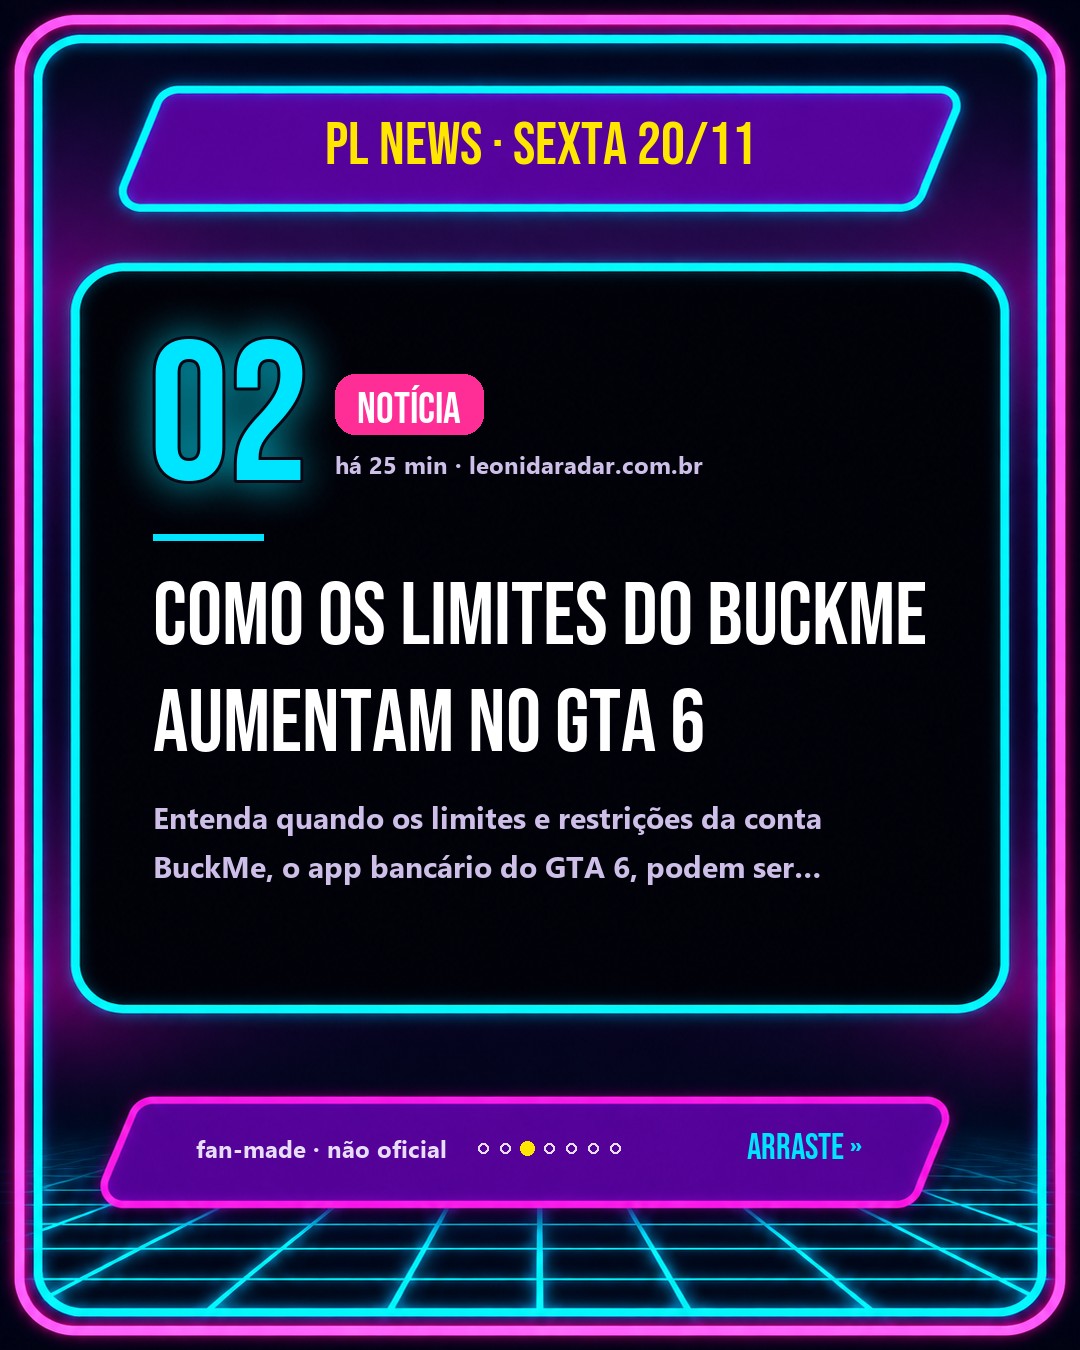 PL NEWS · SEXTA 20/11
02
NOTÍCIA
há 25 min · leonidaradar.com.br
COMO OS LIMITES DO BUCKME
AUMENTAM NO GTA 6
Entenda quando os limites e restrições da conta
BuckMe, o app bancário do GTA 6, podem ser...
fan-made · não oficial
ARRASTE »